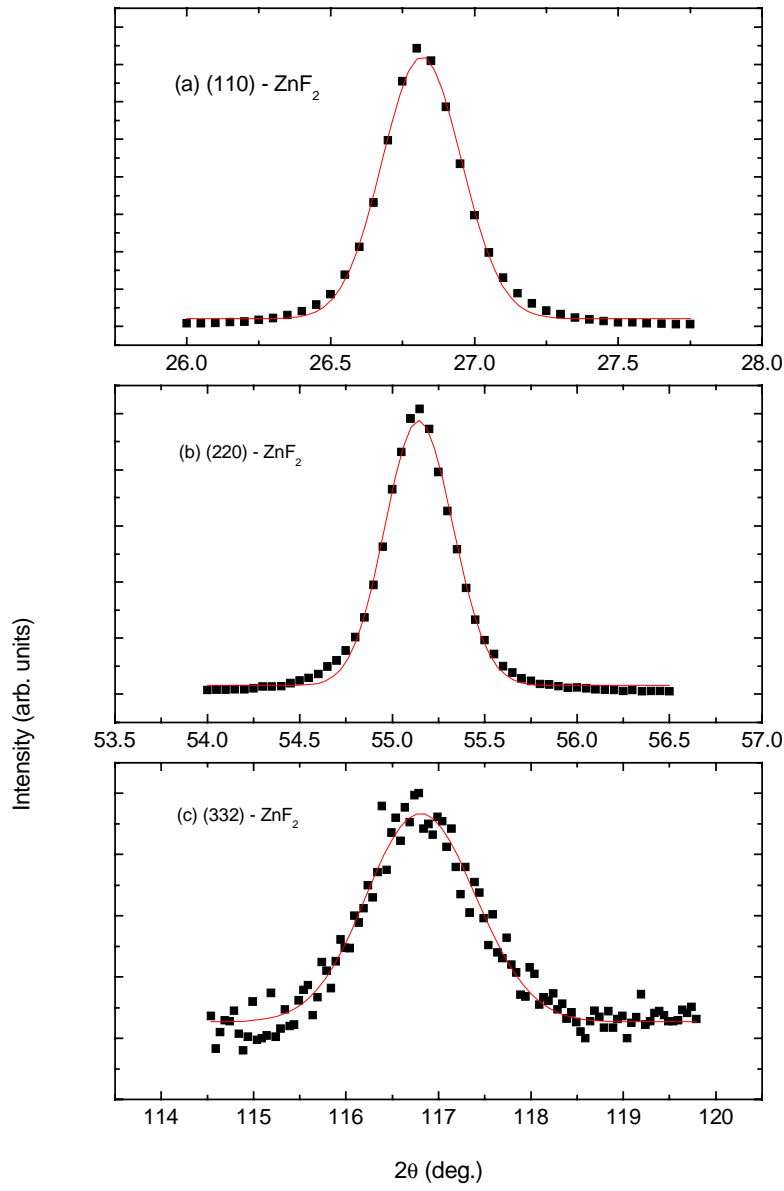 (a) (110) - ZnF2
26.0 26.5 27.0 27.5 28.0
(b) (220) - ZnF2
53.5 54.0 54.5 55.0 55.5 56.0 56.5 57.0
Intensity (arb. units)
(c) (332) - ZnF2
114 115 116 117 118 119 120
2θ (deg.)